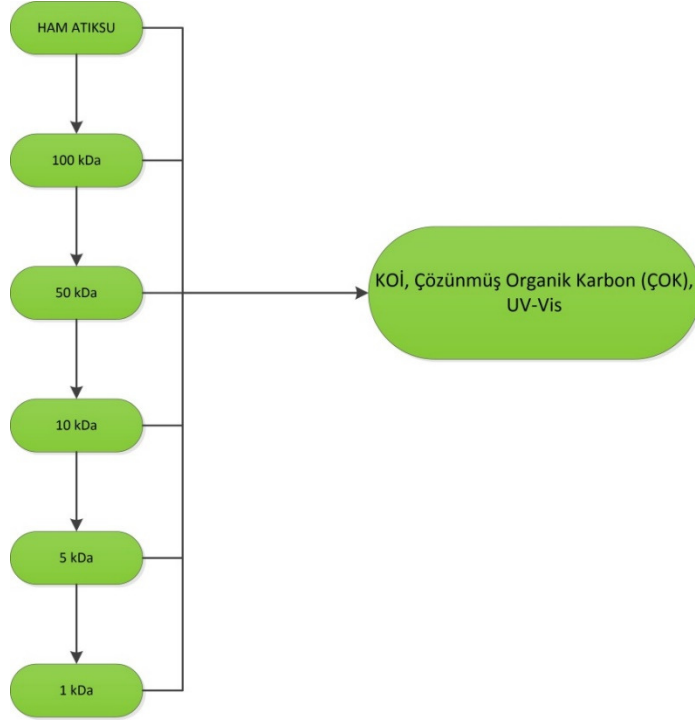 HAM ATIKSU
100 kDa
50 kDa
10 kDa
5 kDa
1 kDa
KOİ, Çözünmüş Organik Karbon (ÇOK),
UV-Vis